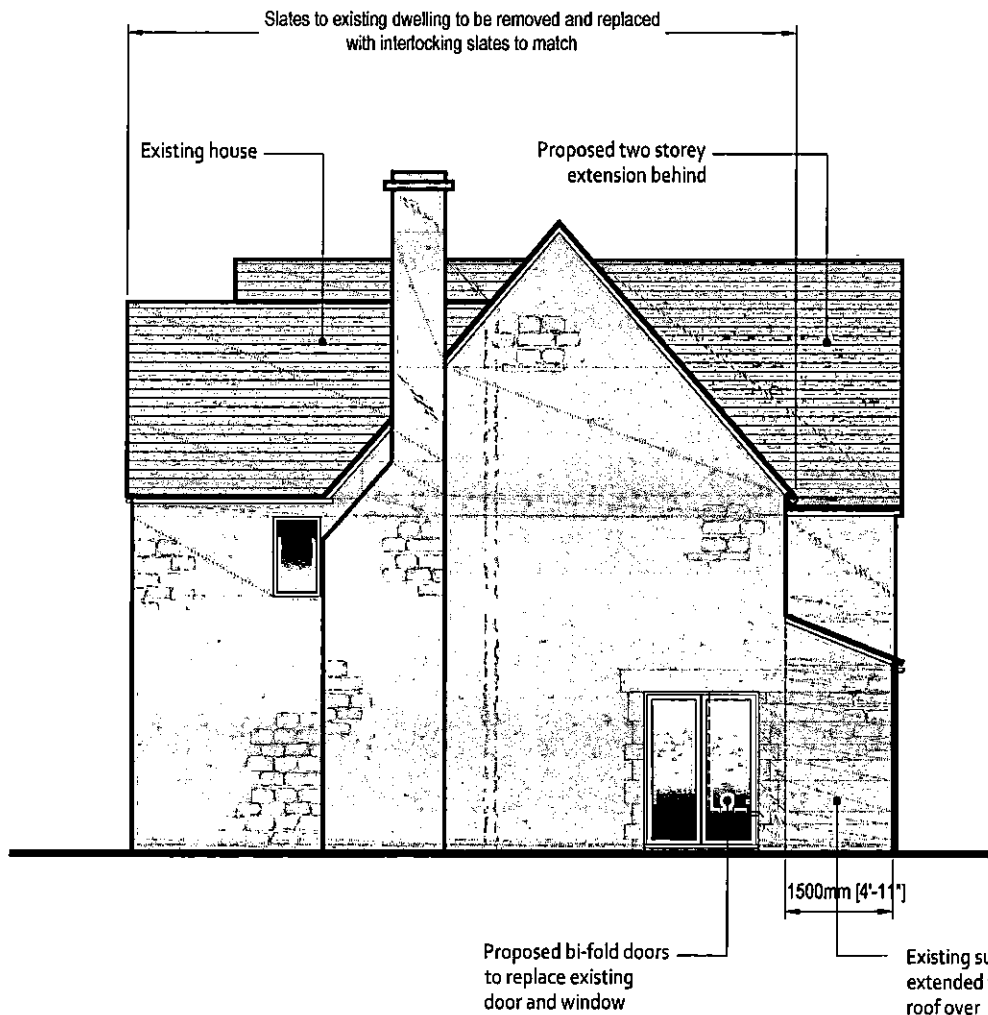 Slates to existing dwelling to be removed and replaced
with interlocking slates to match
Existing house
Proposed two storey
extension behind
1500mm [4'-11"]
Proposed bi-fold doors
to replace existing
door and window
Existing
extended
roof over